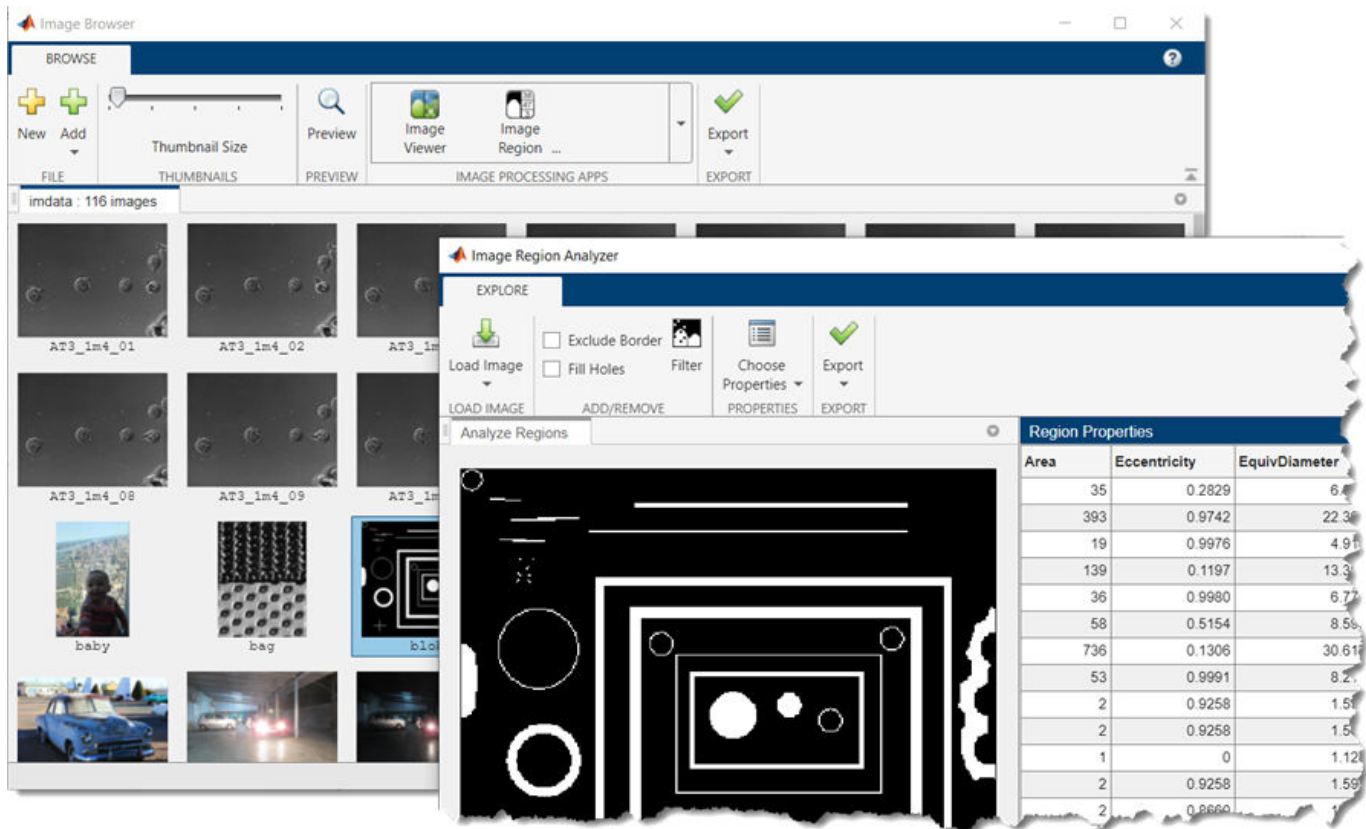 Image Browser
BROWSE
New Add
Thumbnail Size
Preview
Image Viewer
Image Region ...
Export
FILE
THUMBNAILS
PREVIEW
IMAGE PROCESSING APPS
EXPORT
imdata : 116 images
AT3_1m4_01
AT3_1m4_02
AT3_1m4_08
AT3_1m4_09
baby
bag
Image Region Analyzer
EXPLORE
Load Image
Exclude Border
Fill Holes
Filter
Choose
Properties
Export
LOAD IMAGE
ADD/REMOVE
PROPERTIES
EXPORT
Analyze Regions
Region Properties
Area Eccentricity EquivDiameter
35 0.2829
393 0.9742
19 0.9976
139 0.1197
36 0.9980
58 0.5154
736 0.1306
53 0.9991
2 0.9258
2 0.9258
1 0
2 0.9258
2